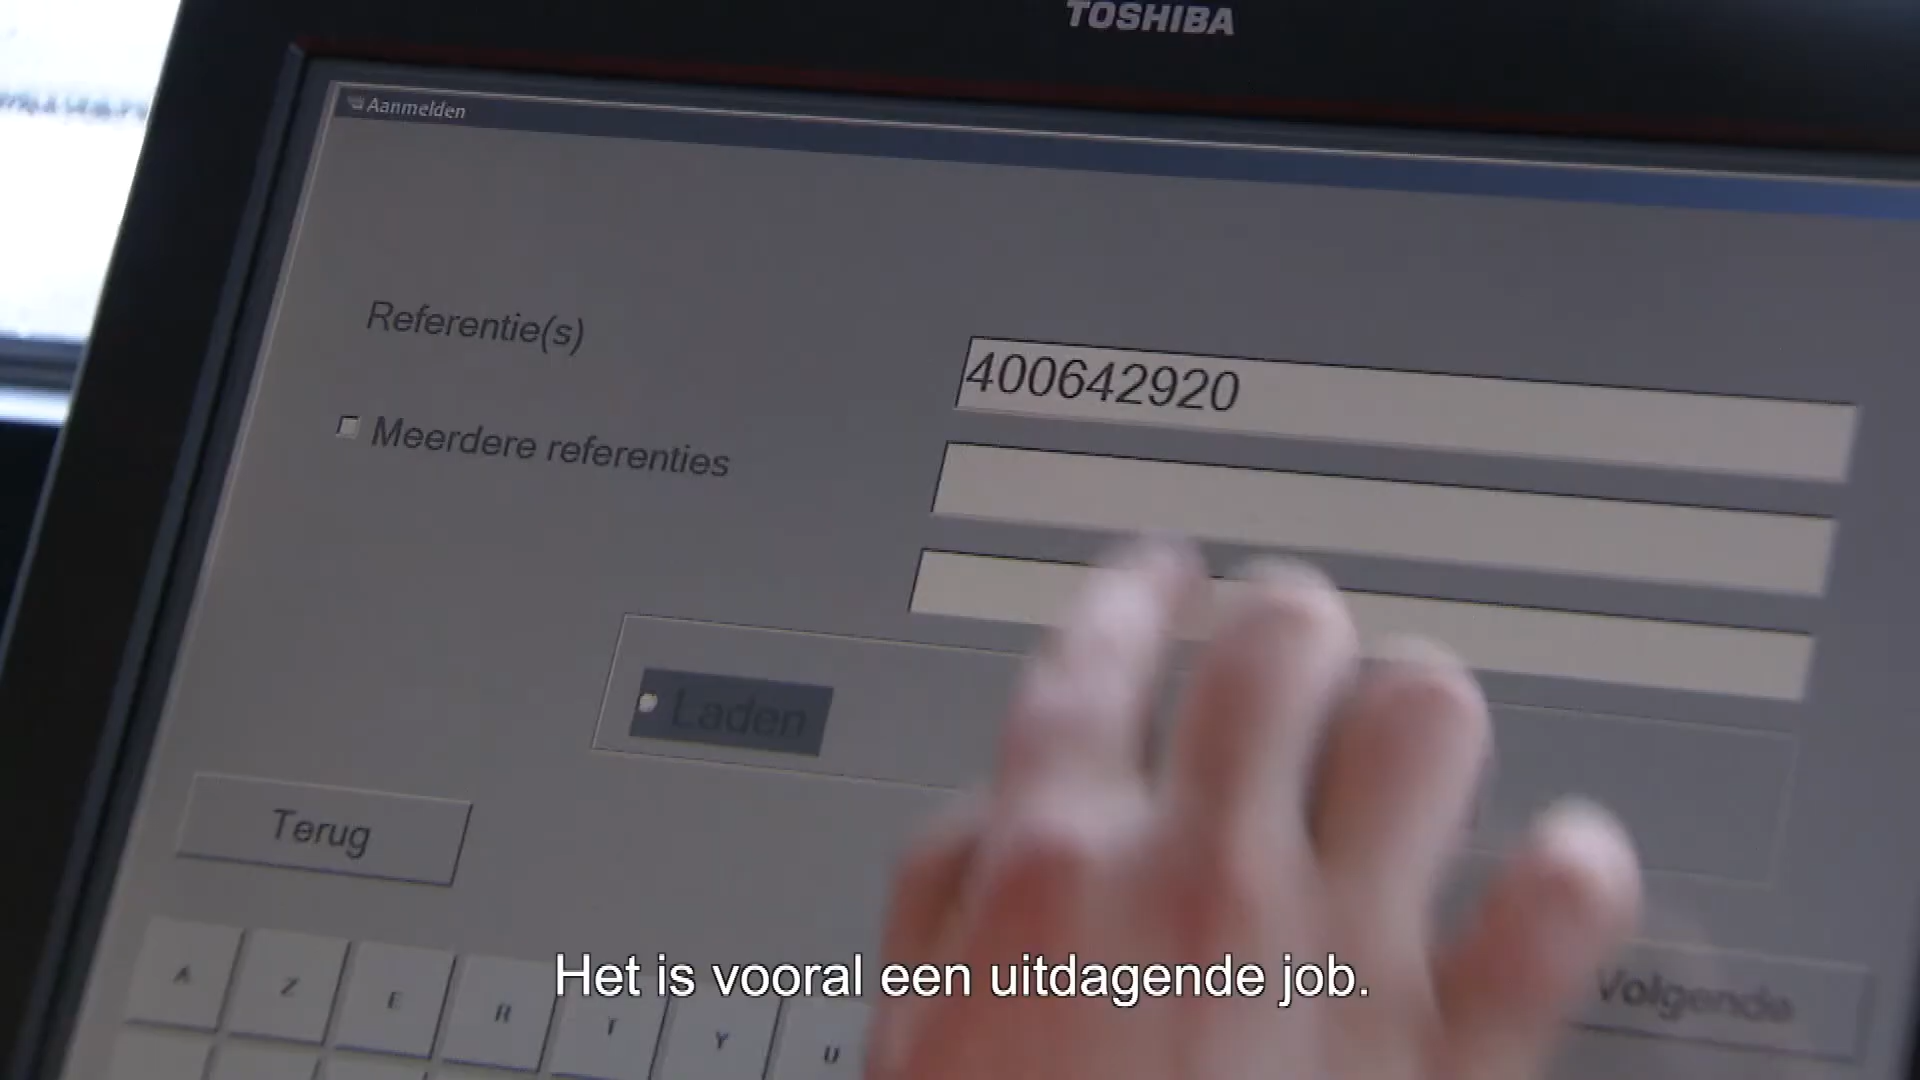 TOSHIBA
Aanmelden
Referentie(s)
400642920
Meerdere referenties
Laden
Terug
Volgende
A Z E R T Y U
Het is vooral een uitdagende job.